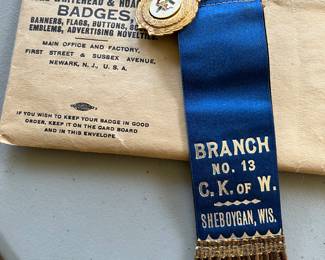 WHITEHEAD & HOAG
BADGES,
BANNERS, FLAGS, BUTTONS,
EMBLEMS, ADVERTISING
MAIN OFFICE AND FACTORY,
FIRST STREET & SUSSEX AVENUE,
NEWARK, N. J., U. S. A.
IF YOU WISH TO KEEP YOUR BADGE IN GOOD
ORDER, KEEP IT ON THE CARD BOARD
AND IN THIS ENVELOPE.
BRANCH
NO. 13
C. K. OF W.
SHEBOYGAN, WIS.